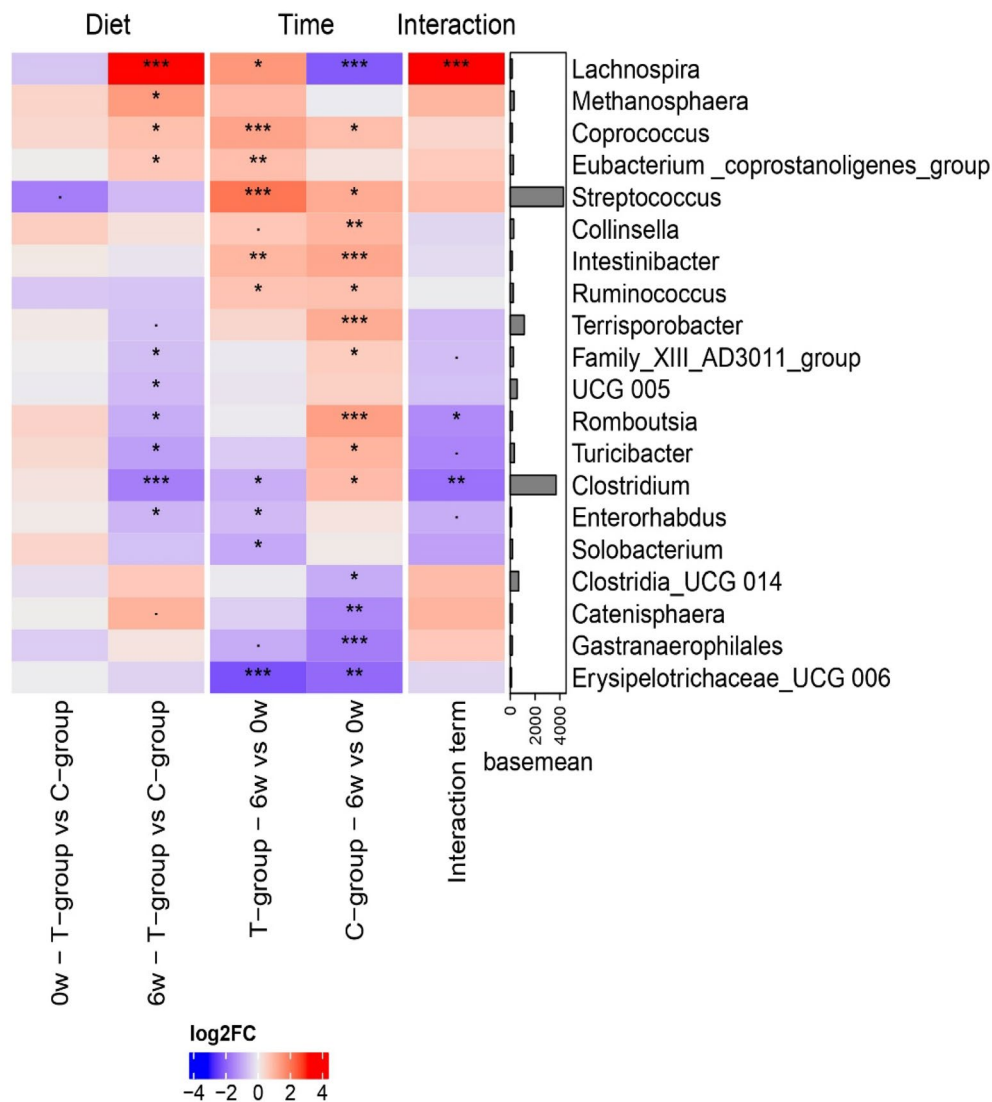 Diet Time Interaction
*** * *** *** Lachnospira
* Methanosphaera
* *** * Coprococcus
* ** Eubacterium _coprostanoligenes_group
. *** * Streptococcus
. ** Collinsella
** *** Intestinibacter
* * Ruminococcus
. *** Terrisporobacter
* * . Family_XIII_AD3011_group
* UCG 005
* *** * Romboutsia
* * . Turicibacter
*** * * ** Clostridium
* * . Enterorhabdus
* Solobacterium
* Clostridia_UCG 014
. ** Catenisphaera
. *** Gastranaerophilales
*** ** Erysipelotrichaceae_UCG 006
0 2000 4000
basemean
0w − T−group vs C−group
6w − T−group vs C−group
T−group − 6w vs 0w
C−group − 6w vs 0w
Interaction term
log2FC
−4 −2 0 2 4